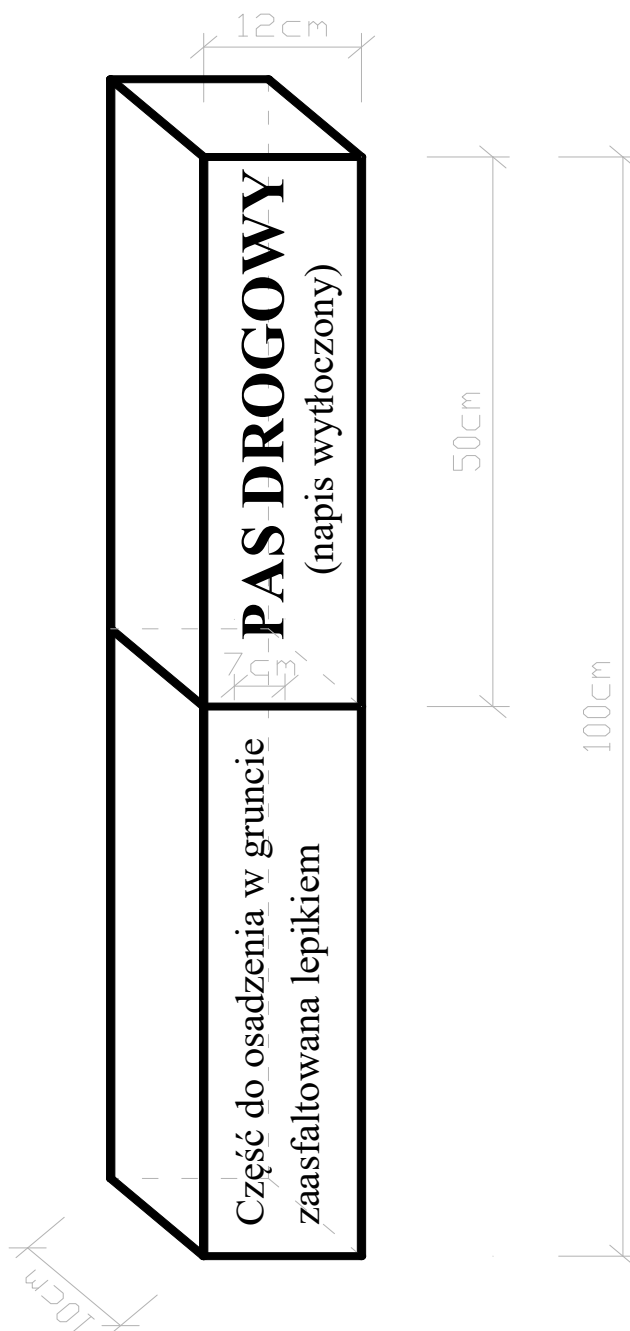 12cm
PAS DROGOWY
(napis wytłoczony)
50cm
100cm
7cm
Część do osadzenia w gruncie
zaasfaltowana lepikiem
10cm